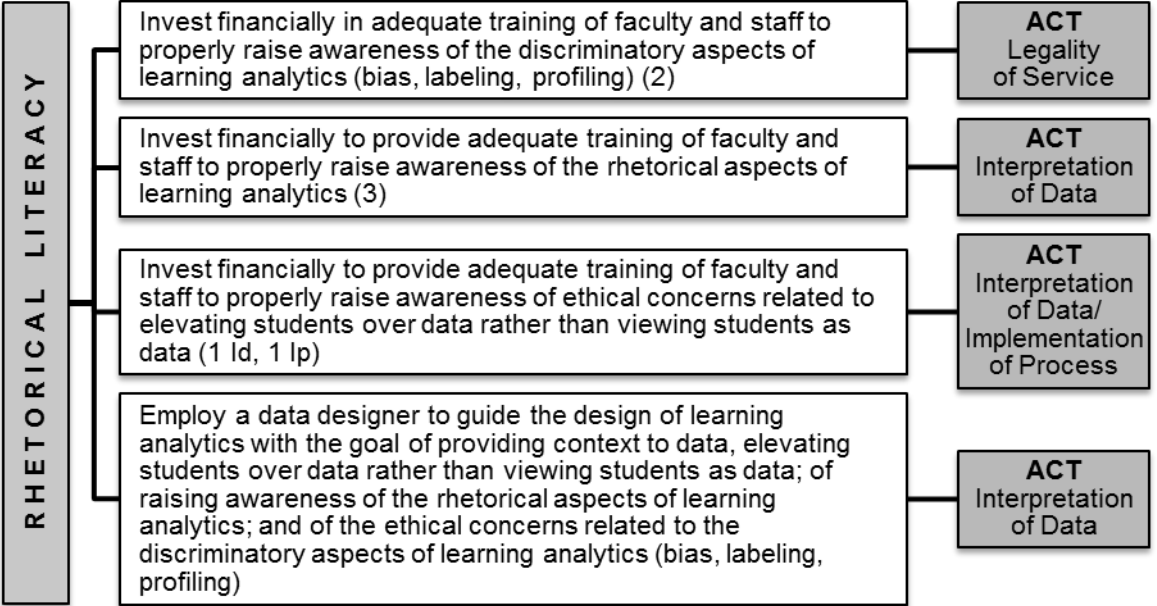 RHETORICAL LITERACY
Invest financially in adequate training of faculty and staff to
properly raise awareness of the discriminatory aspects of
learning analytics (bias, labeling, profiling) (2)
ACT
Legality
of Service
Invest financially to provide adequate training of faculty and
staff to properly raise awareness of the rhetorical aspects of
learning analytics (3)
ACT
Interpretation
of Data
Invest financially to provide adequate training of faculty and
staff to properly raise awareness of ethical concerns related to
elevating students over data rather than viewing students as
data (1 Id, 1 Ip)
ACT
Interpretation
of Data/
Implementation
of Process
Employ a data designer to guide the design of learning
analytics with the goal of providing context to data, elevating
students over data rather than viewing students as data; of
raising awareness of the rhetorical aspects of learning
analytics; and of the ethical concerns related to the
discriminatory aspects of learning analytics (bias, labeling,
profiling)
ACT
Interpretation
of Data